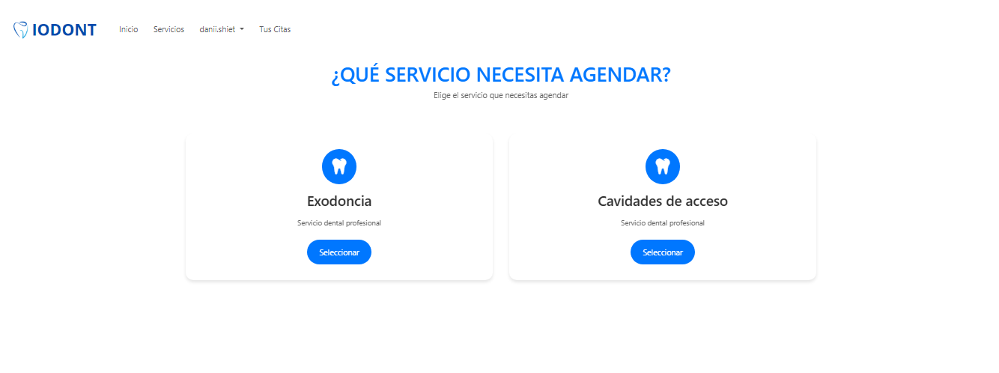 IODONT Inicio Servicios danii.shiet Tus Citas
¿QUÉ SERVICIO NECESITA AGENDAR?
Elige el servicio que necesitas agendar
Exodoncia
Servicio dental profesional
Seleccionar
Cavidades de acceso
Servicio dental profesional
Seleccionar